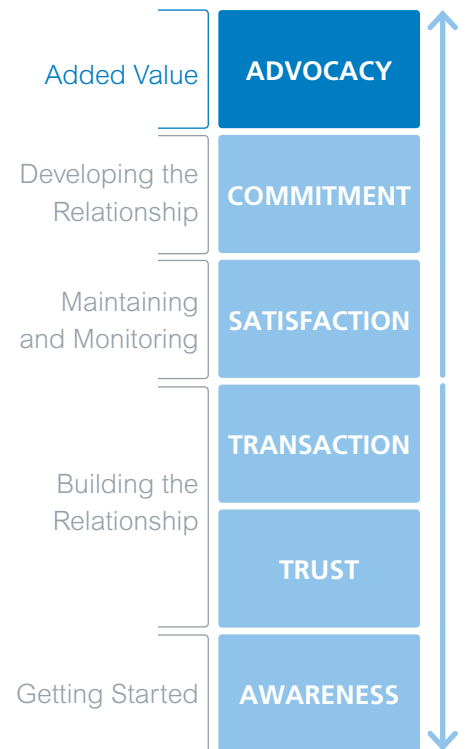 Added Value
ADVOCACY
Developing the
Relationship
COMMITMENT
Maintaining
and Monitoring
SATISFACTION
TRANSACTION
Building the
Relationship
TRUST
Getting Started
AWARENESS